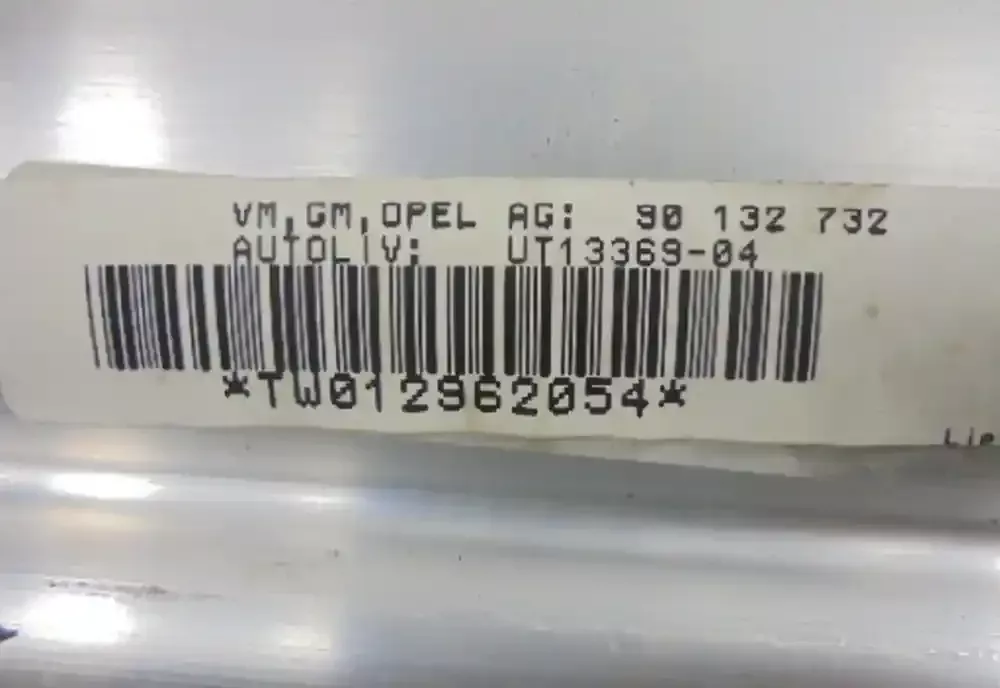 VM,GM,OPEL AG: 90 132 732
AUTOLIV: UT13369-04
*TW012962054*